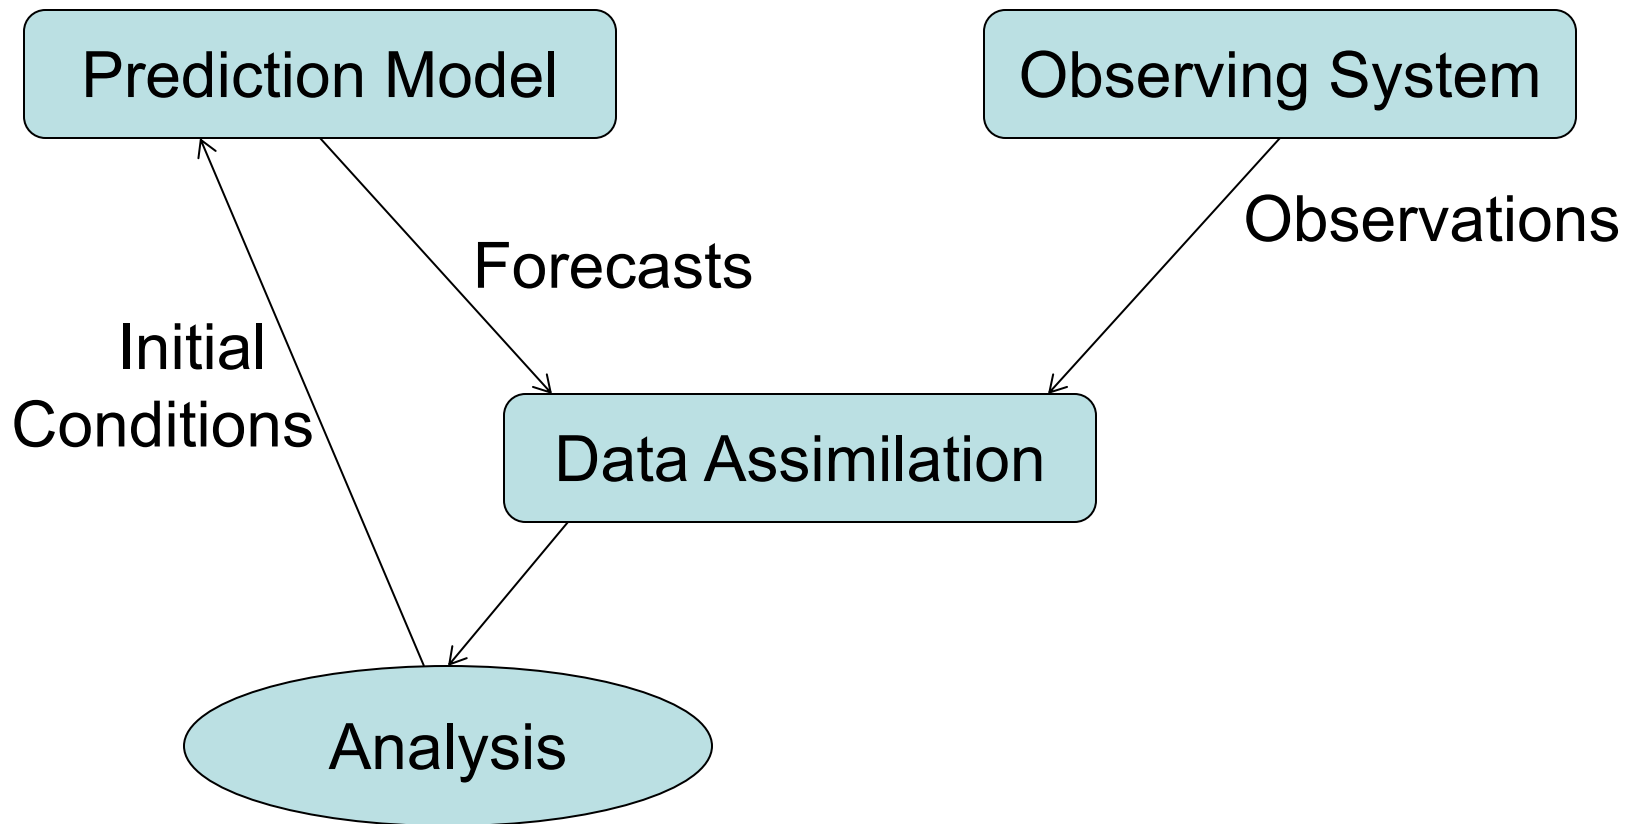 Prediction Model
Observing System
Observations
Forecasts
Initial
Conditions
Data Assimilation
Analysis